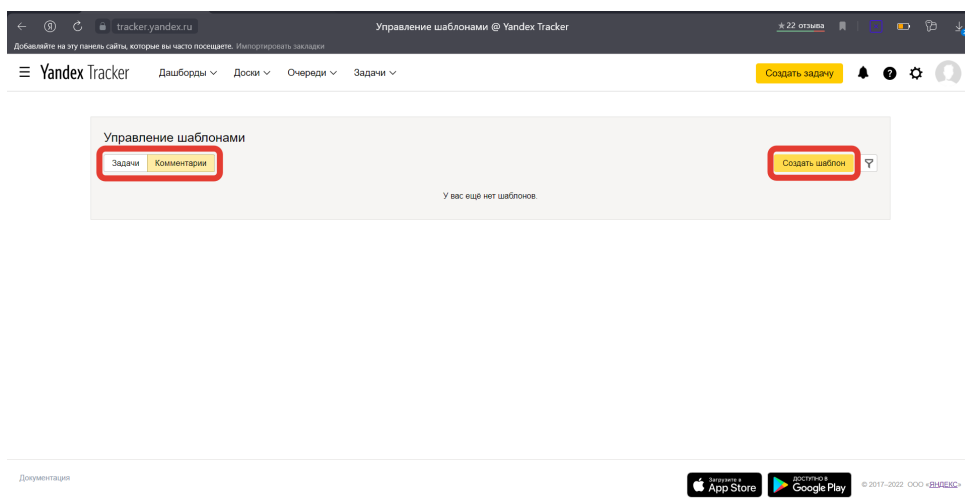 tracker.yandex.ru Управление шаблонами @ Yandex Tracker ★ 22 отзыва
Добавляйте на эту панель сайты, которые вы часто посещаете. Импортировать закладки
Yandex Tracker Дашборды Доски Очереди Задачи Создать задачу
Управление шаблонами
Задачи Комментарии Создать шаблон
У вас ещё нет шаблонов.
Документация Загрузите в App Store ДОСТУПНО В Google Play © 2017–2022 ООО «ЯНДЕКС»